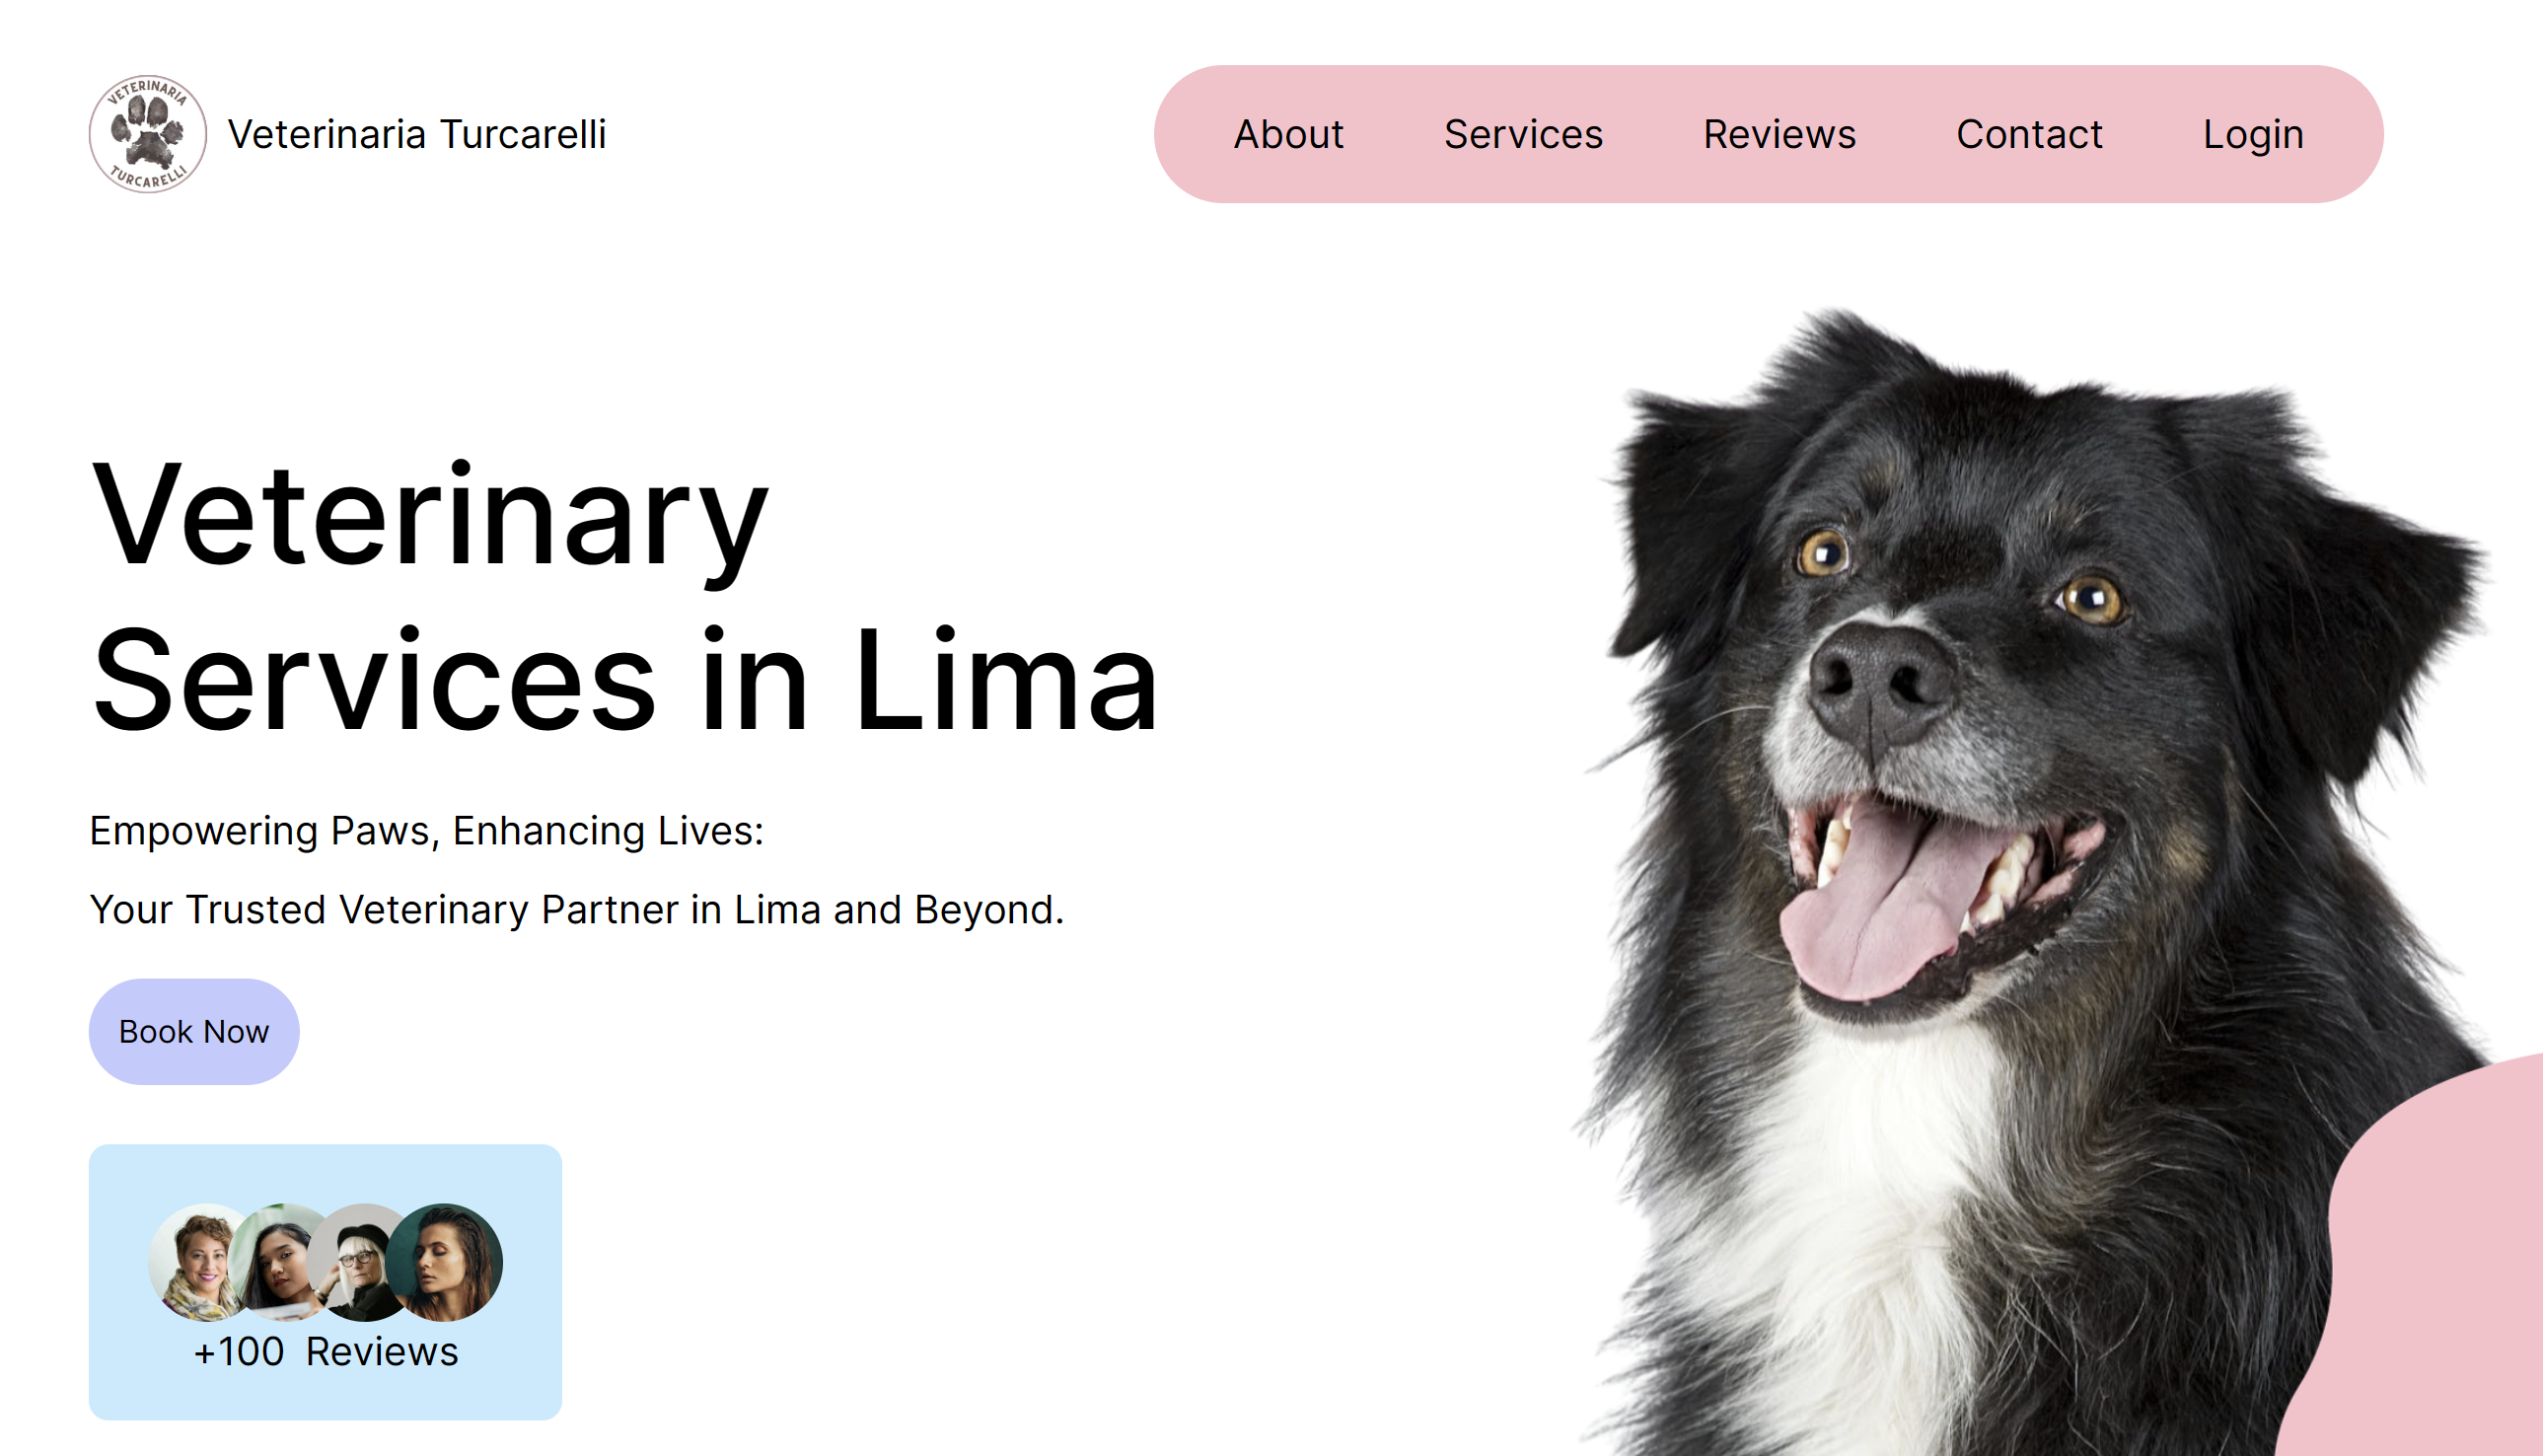 VETERINARIA
TURCARELLI
Veterinaria Turcarelli
About Services Reviews Contact Login
Veterinary
Services in Lima
Empowering Paws, Enhancing Lives:
Your Trusted Veterinary Partner in Lima and Beyond.
Book Now
+100 Reviews